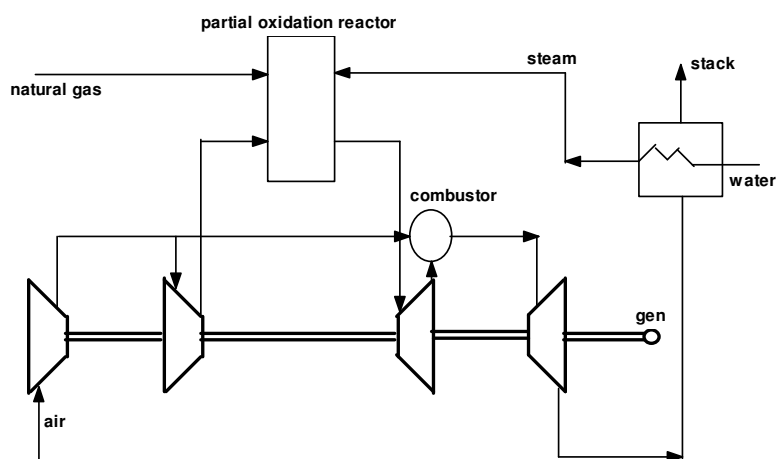 partial oxidation reactor
natural gas
steam
stack
water
combustor
gen
air